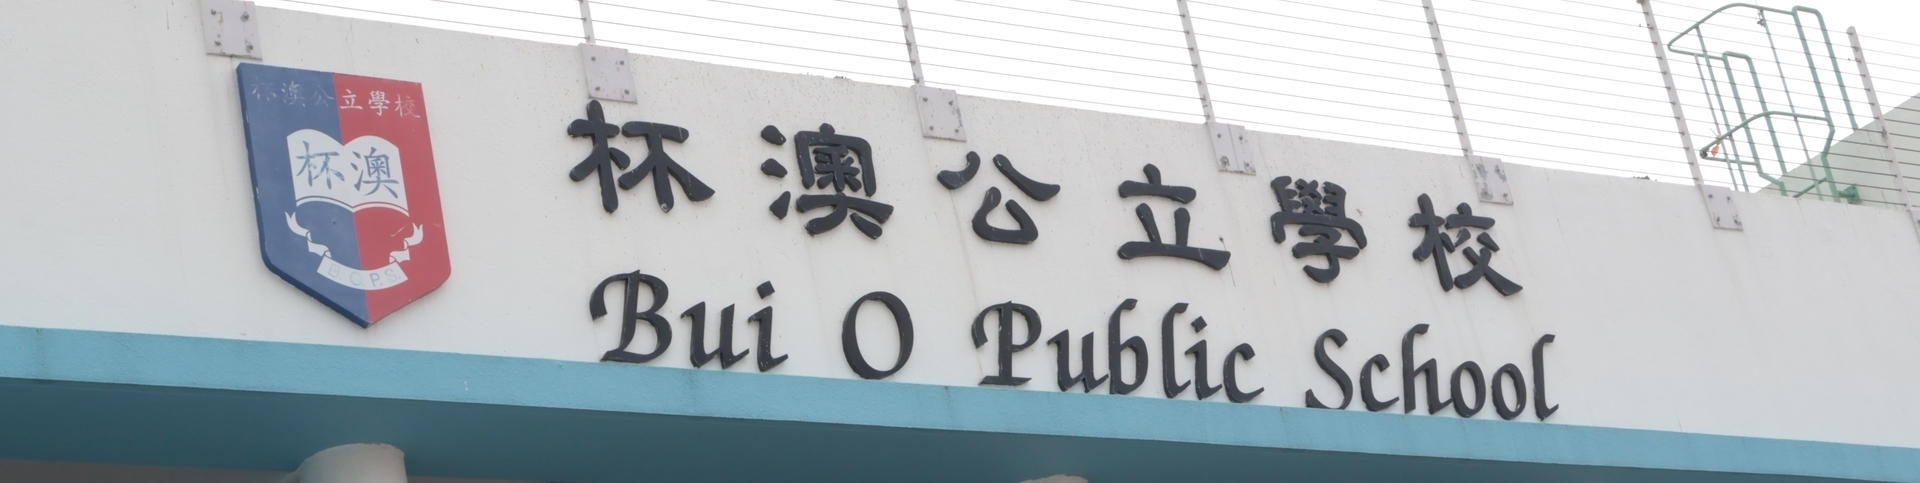 杯澳公立學校
杯澳
B.O.P.S.
杯澳公立學校
Bui O Public School